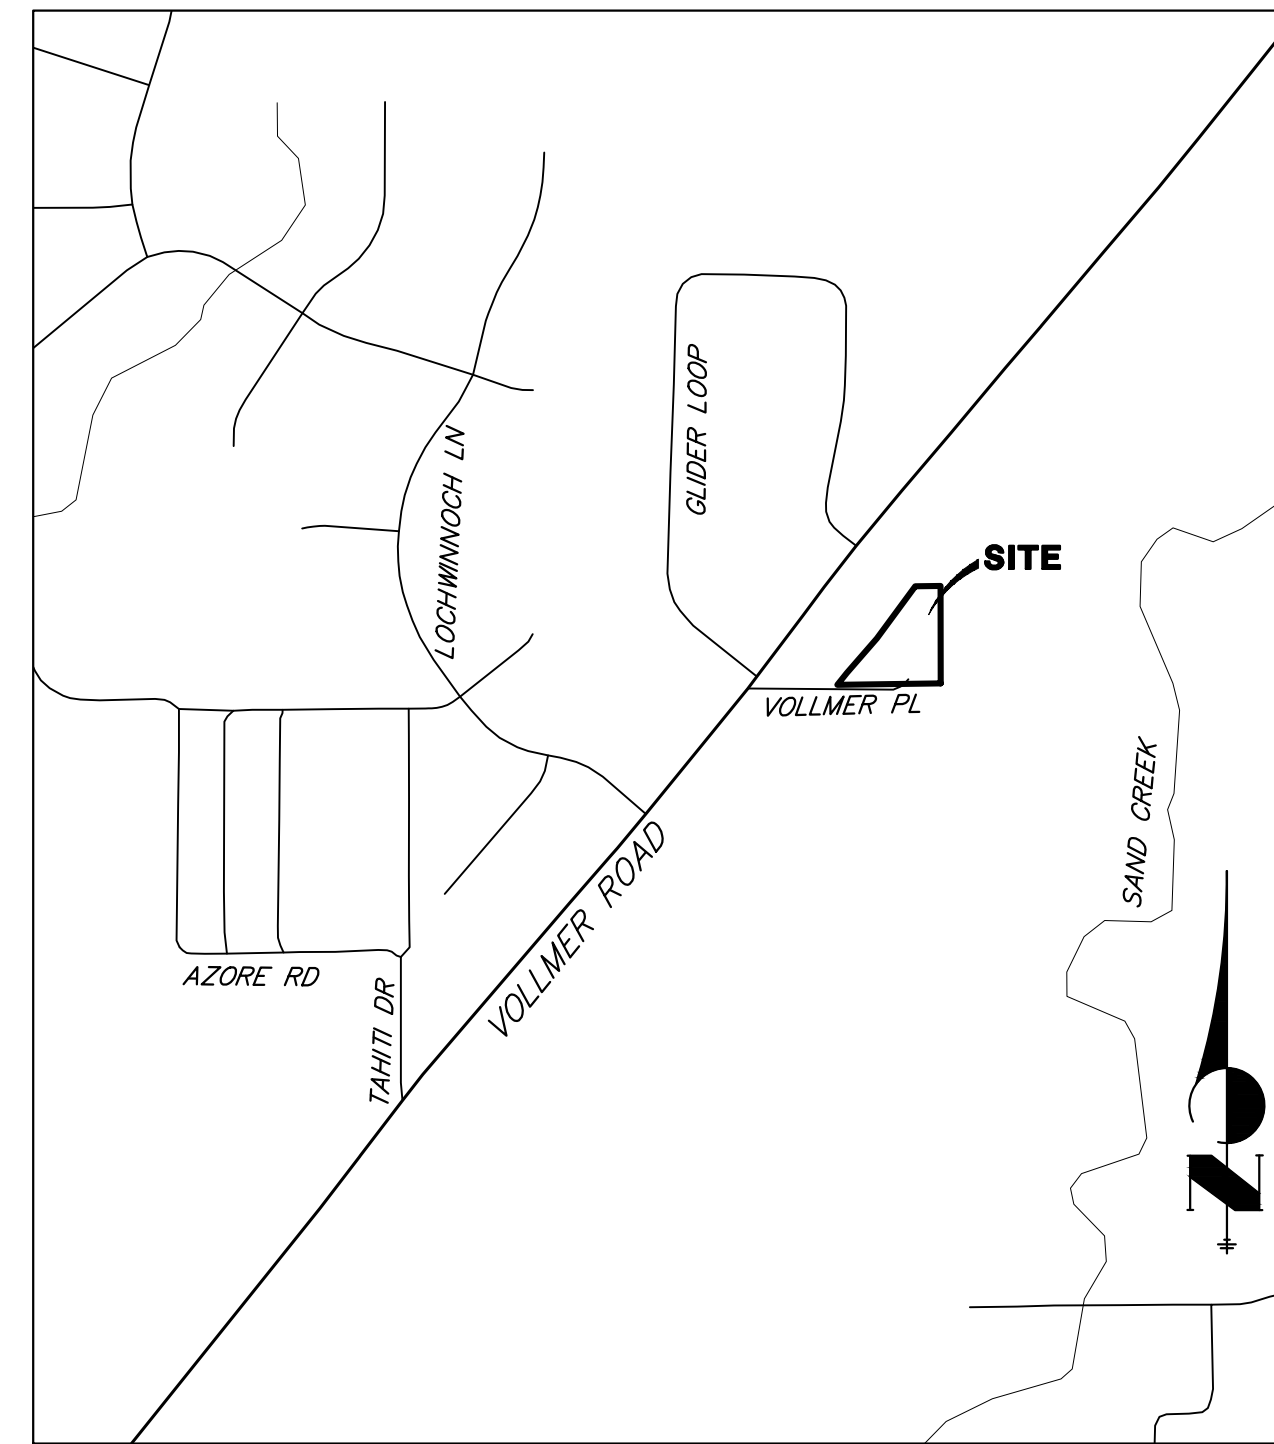 GLIDER LOOP
LOCHWINNOCH LN
SITE
VOLLMER PL
SAND CREEK
VOLLMER ROAD
AZORE RD
TAHITI DR
N